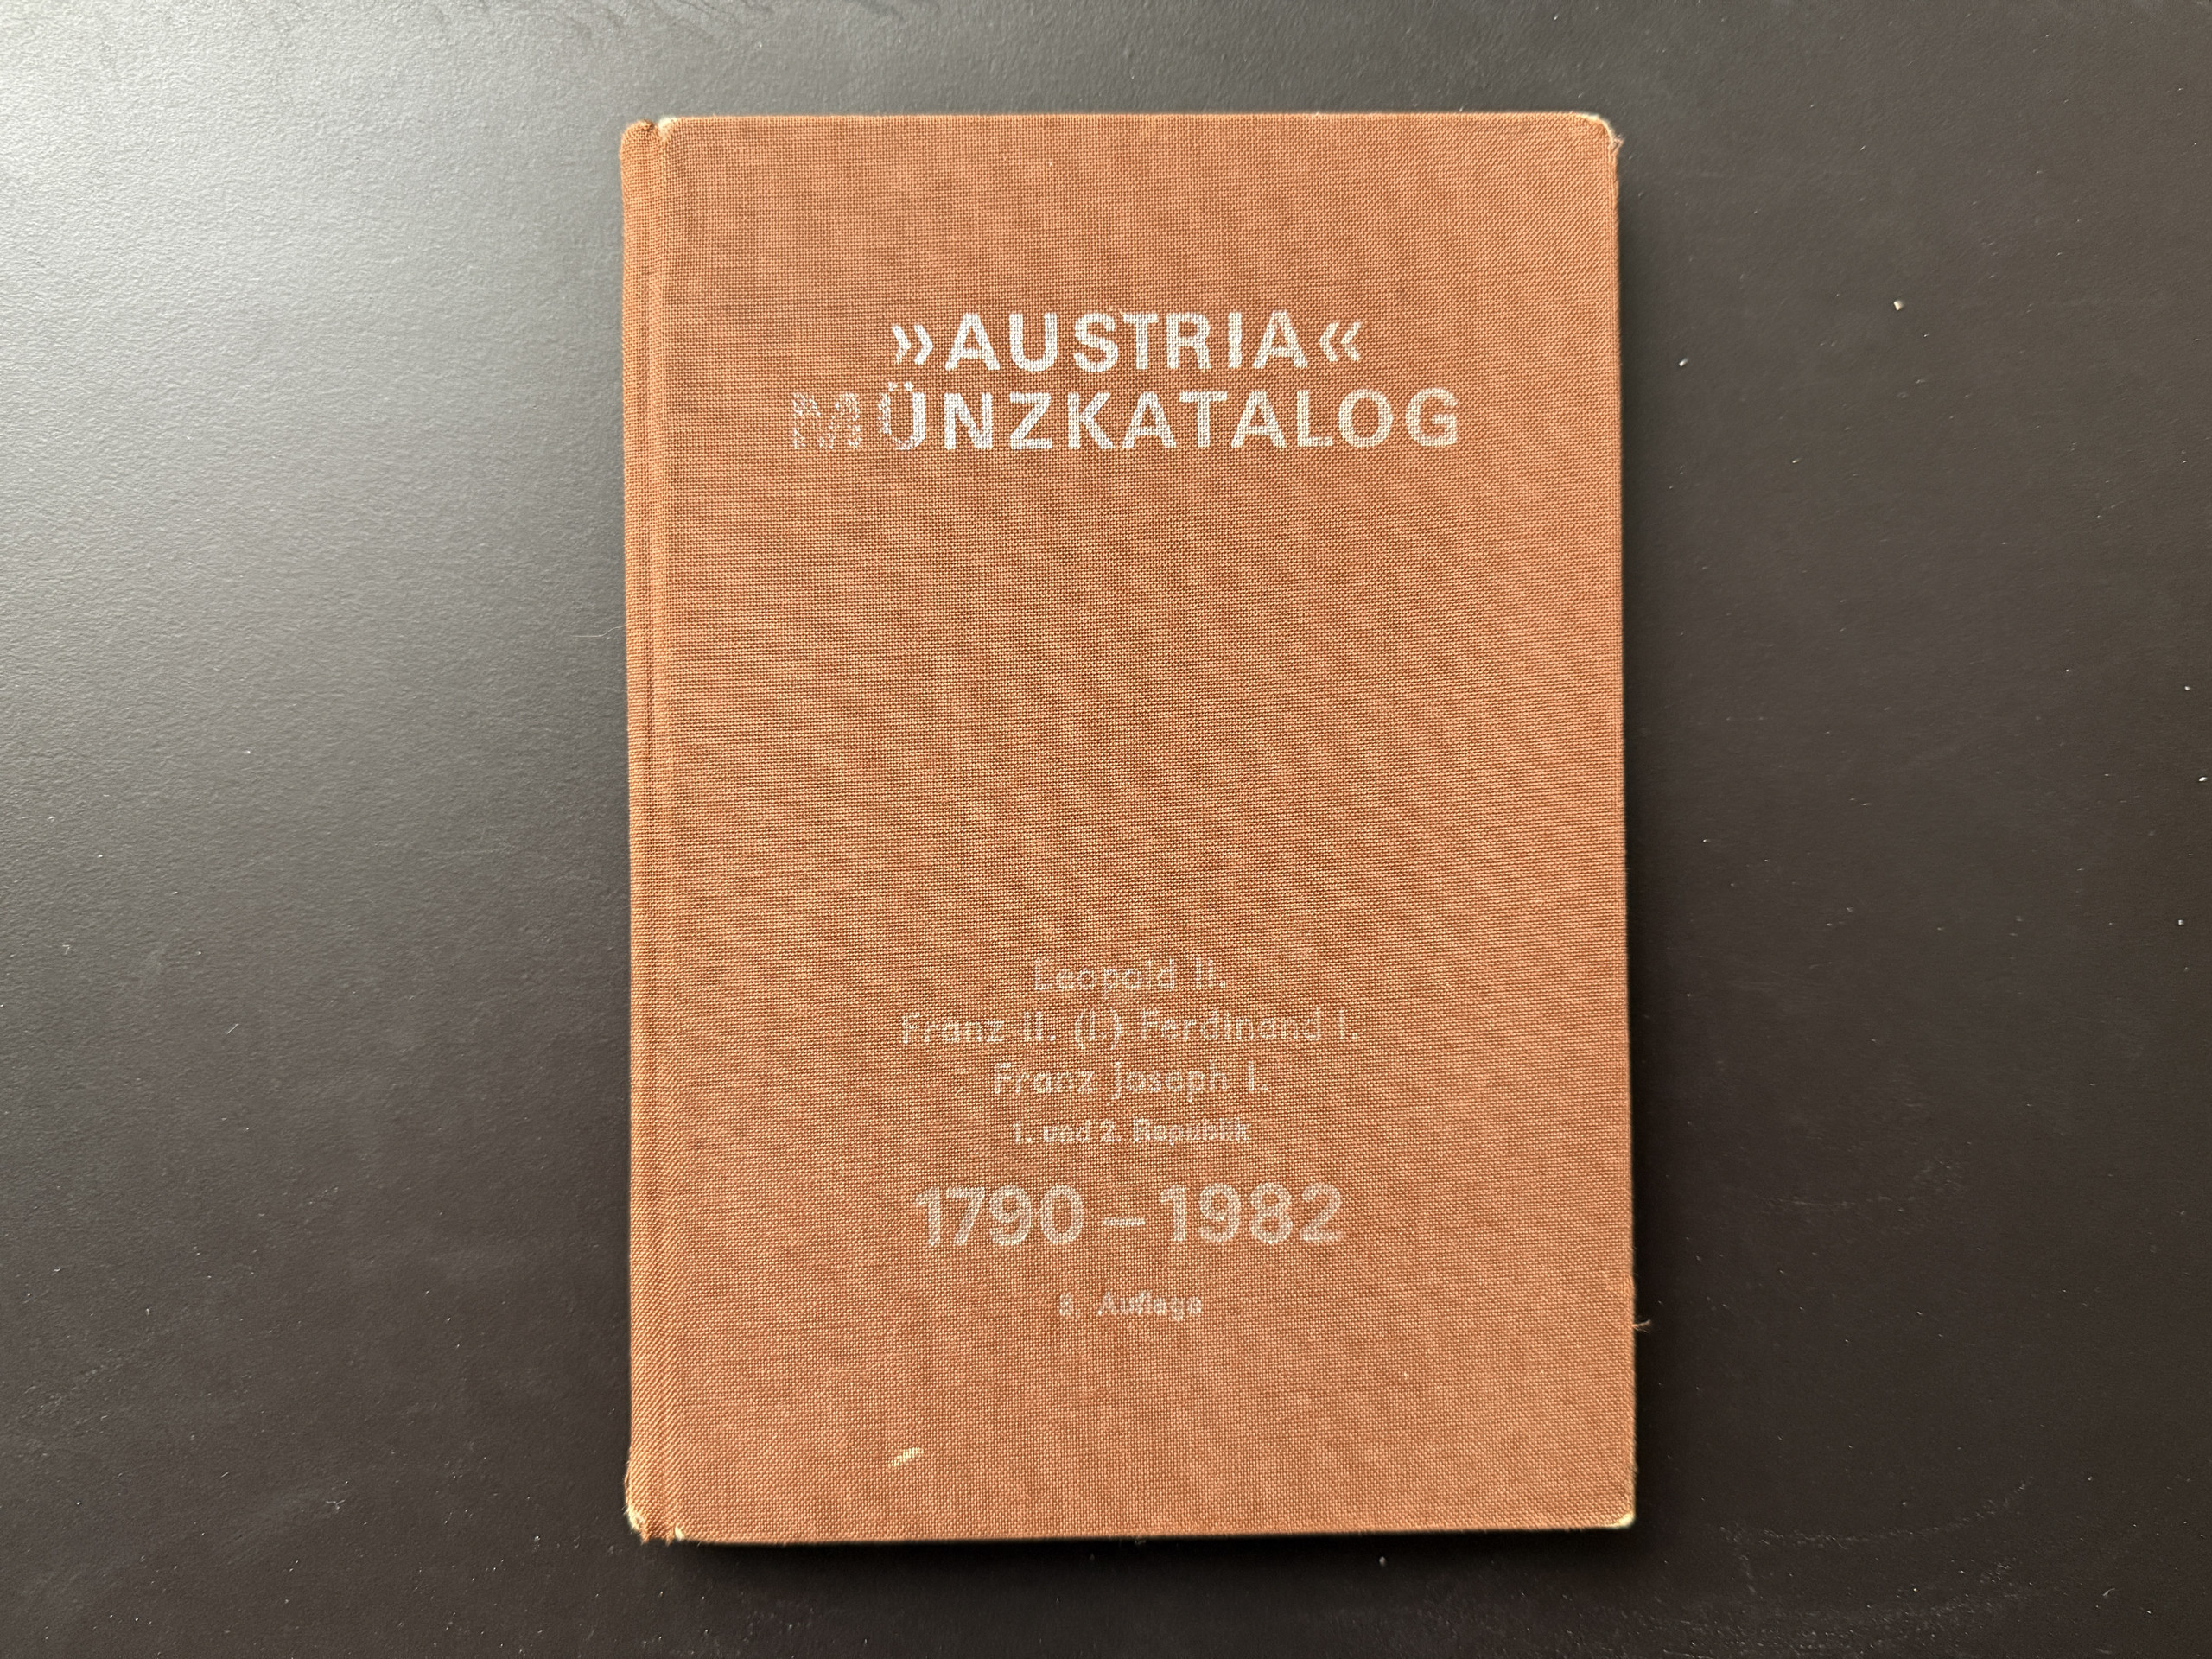 »AUSTRIA«
MÜNZKATALOG
Leopold II.
Franz II. (I.) Ferdinand I.
Franz Joseph I.
1. und 2. Republik
1790 – 1982
Auflage